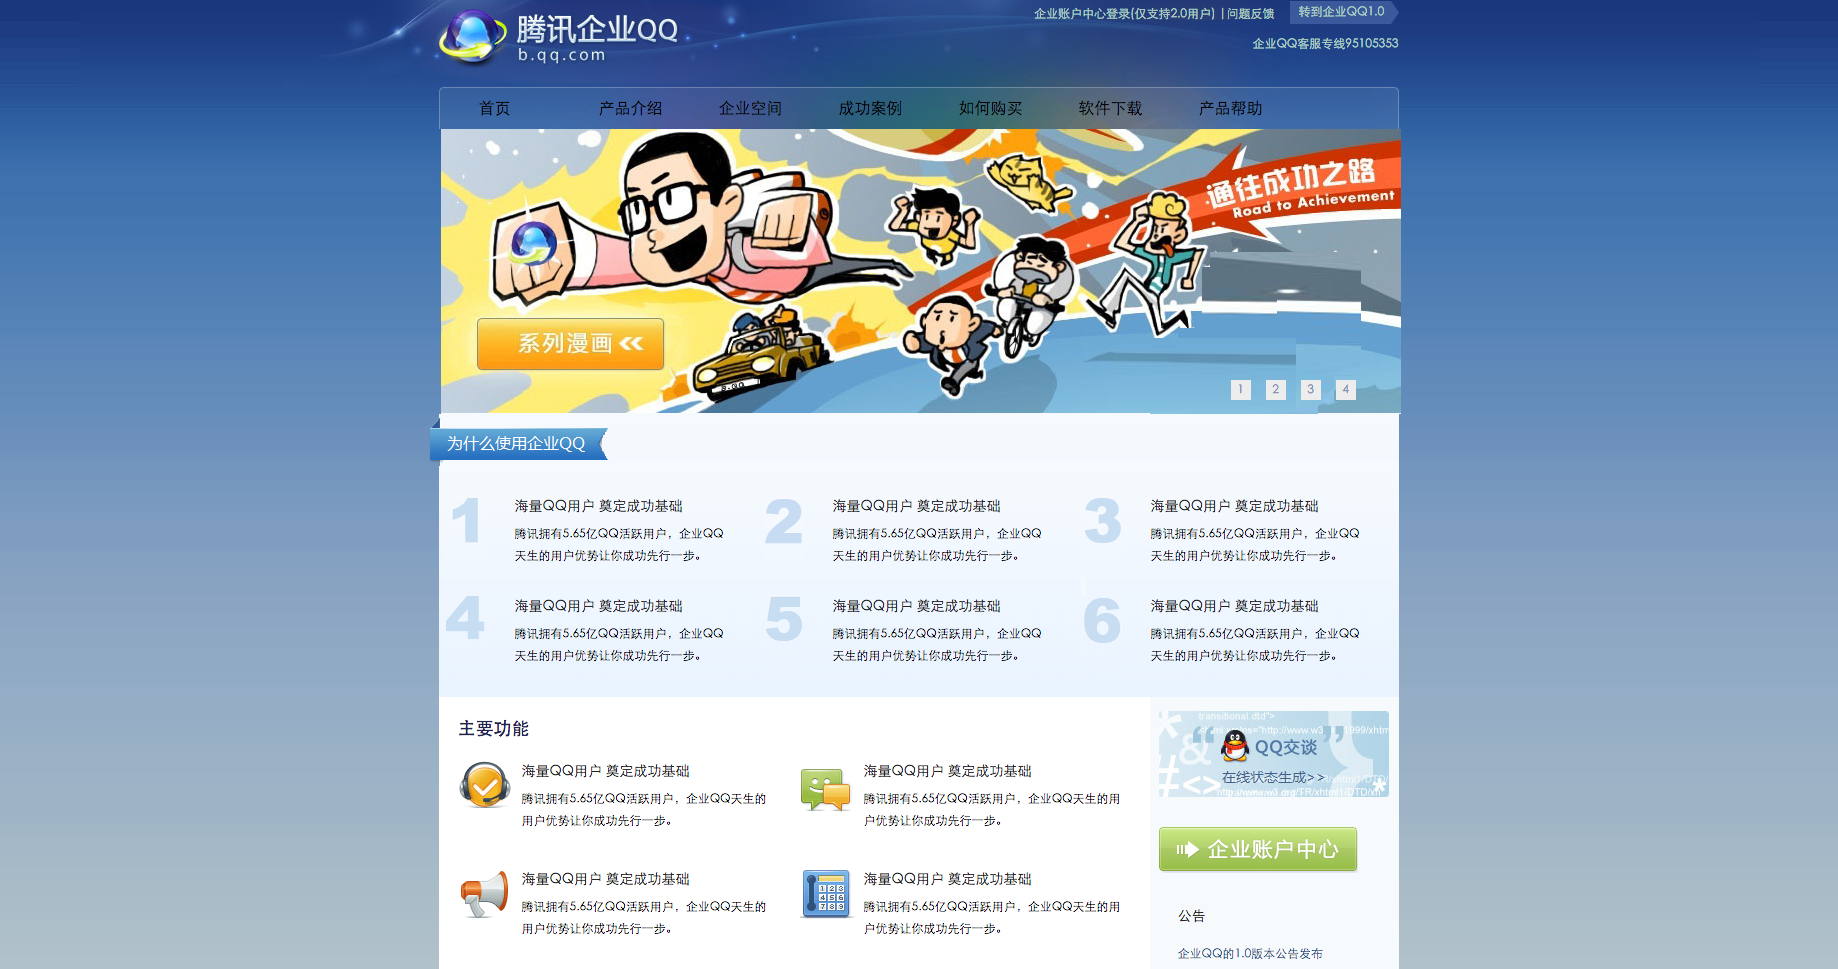 腾讯企业QQ
b.qq.com
企业账户中心登录(仅支持2.0用户) | 问题反馈
转到企业QQ1.0
企业QQ客服专线95105353
首页 产品介绍 企业空间 成功案例 如何购买 软件下载 产品帮助
通往成功之路
Road to Achievement
系列漫画
B.QQ
1 2 3 4
为什么使用企业QQ
1
海量QQ用户 奠定成功基础
腾讯拥有5.65亿QQ活跃用户，企业QQ
天生的用户优势让你成功先行一步。
2
海量QQ用户 奠定成功基础
腾讯拥有5.65亿QQ活跃用户，企业QQ
天生的用户优势让你成功先行一步。
3
海量QQ用户 奠定成功基础
腾讯拥有5.65亿QQ活跃用户，企业QQ
天生的用户优势让你成功先行一步。
4
海量QQ用户 奠定成功基础
腾讯拥有5.65亿QQ活跃用户，企业QQ
天生的用户优势让你成功先行一步。
5
海量QQ用户 奠定成功基础
腾讯拥有5.65亿QQ活跃用户，企业QQ
天生的用户优势让你成功先行一步。
6
海量QQ用户 奠定成功基础
腾讯拥有5.65亿QQ活跃用户，企业QQ
天生的用户优势让你成功先行一步。
主要功能
海量QQ用户 奠定成功基础
腾讯拥有5.65亿QQ活跃用户，企业QQ天生的
用户优势让你成功先行一步。
海量QQ用户 奠定成功基础
腾讯拥有5.65亿QQ活跃用户，企业QQ天生的用
户优势让你成功先行一步。
海量QQ用户 奠定成功基础
腾讯拥有5.65亿QQ活跃用户，企业QQ天生的
用户优势让你成功先行一步。
1 2 3
4 5 6
7 8 9
海量QQ用户 奠定成功基础
腾讯拥有5.65亿QQ活跃用户，企业QQ天生的用
户优势让你成功先行一步。
transitional.dtd">
QQ交谈
在线状态生成>>
企业账户中心
公告
企业QQ的1.0版本公告发布